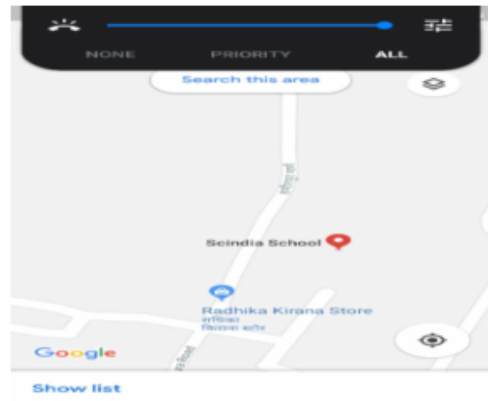 NONE PRIORITY ALL
Search this area
Scindia School
Radhika Kirana Store
राधिका
किराना स्टोर
Google
Show list